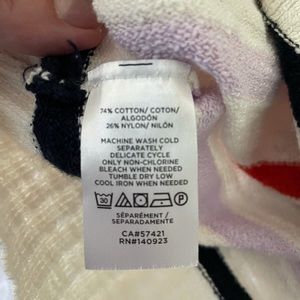 74% COTTON/ COTON/
ALGODÓN
26% NYLON/ NILÓN
MACHINE WASH COLD
SEPARATELY
DELICATE CYCLE
ONLY NON-CHLORINE
BLEACH WHEN NEEDED
TUMBLE DRY LOW
COOL IRON WHEN NEEDED
30
SÉPARÉMENT /
SEPARADAMENTE
CA#57421
RN#140923